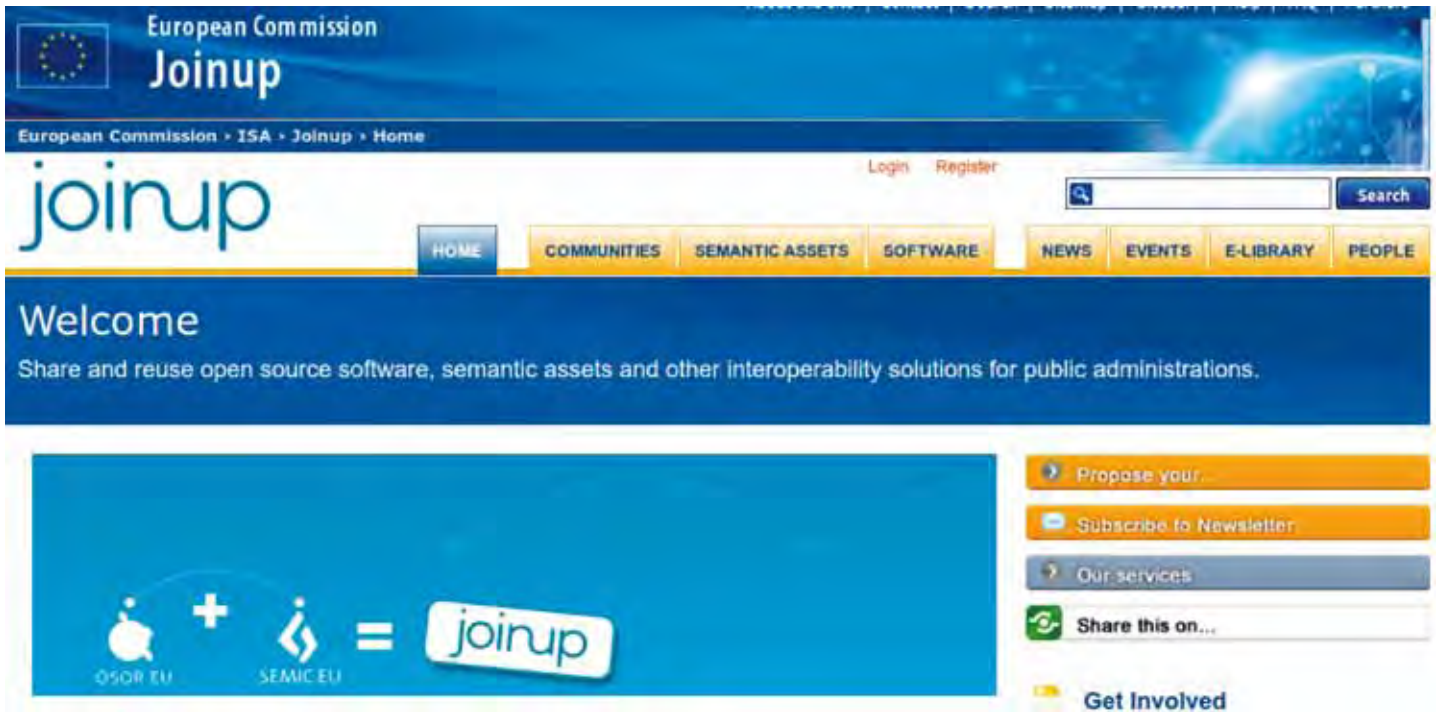 European Commission
Joinup
European Commission › ISA › Joinup › Home
joinup
Login Register
Search
HOME COMMUNITIES SEMANTIC ASSETS SOFTWARE NEWS EVENTS E-LIBRARY PEOPLE
Welcome
Share and reuse open source software, semantic assets and other interoperability solutions for public administrations.
Propose your...
Subscribe to Newsletter
Our services
Share this on...
Get Involved
+ = joinup
OSOR EU SEMIC EU